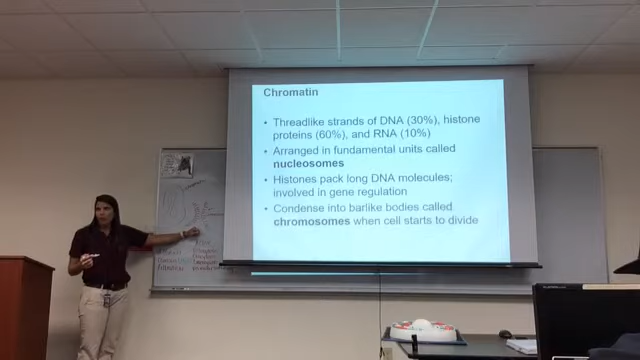 Chromatin
• Threadlike strands of DNA (30%), histone
proteins (60%), and RNA (10%)
• Arranged in fundamental units called
nucleosomes
• Histones pack long DNA molecules;
involved in gene regulation
• Condense into barlike bodies called
chromosomes when cell starts to divide